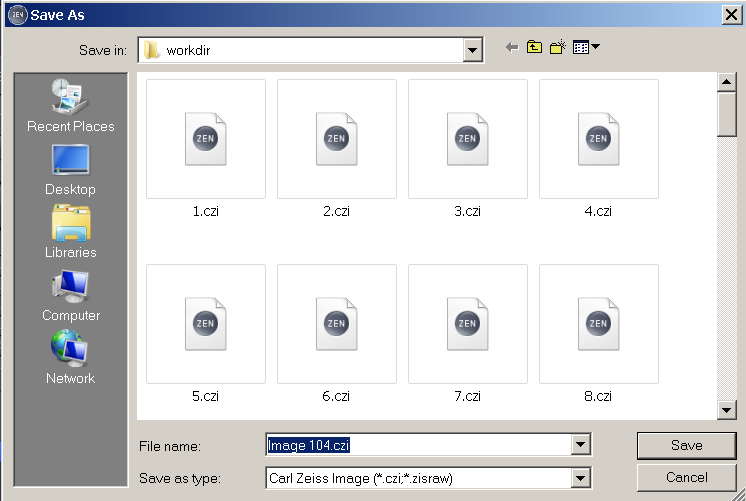 ZEN Save As
Save in: workdir
Recent Places
Desktop
Libraries
Computer
Network
ZEN ZEN ZEN ZEN
1.czi 2.czi 3.czi 4.czi
ZEN ZEN ZEN ZEN
5.czi 6.czi 7.czi 8.czi
File name: Image 104.czi Save
Save as type: Carl Zeiss Image (*.czi;*.zisraw) Cancel